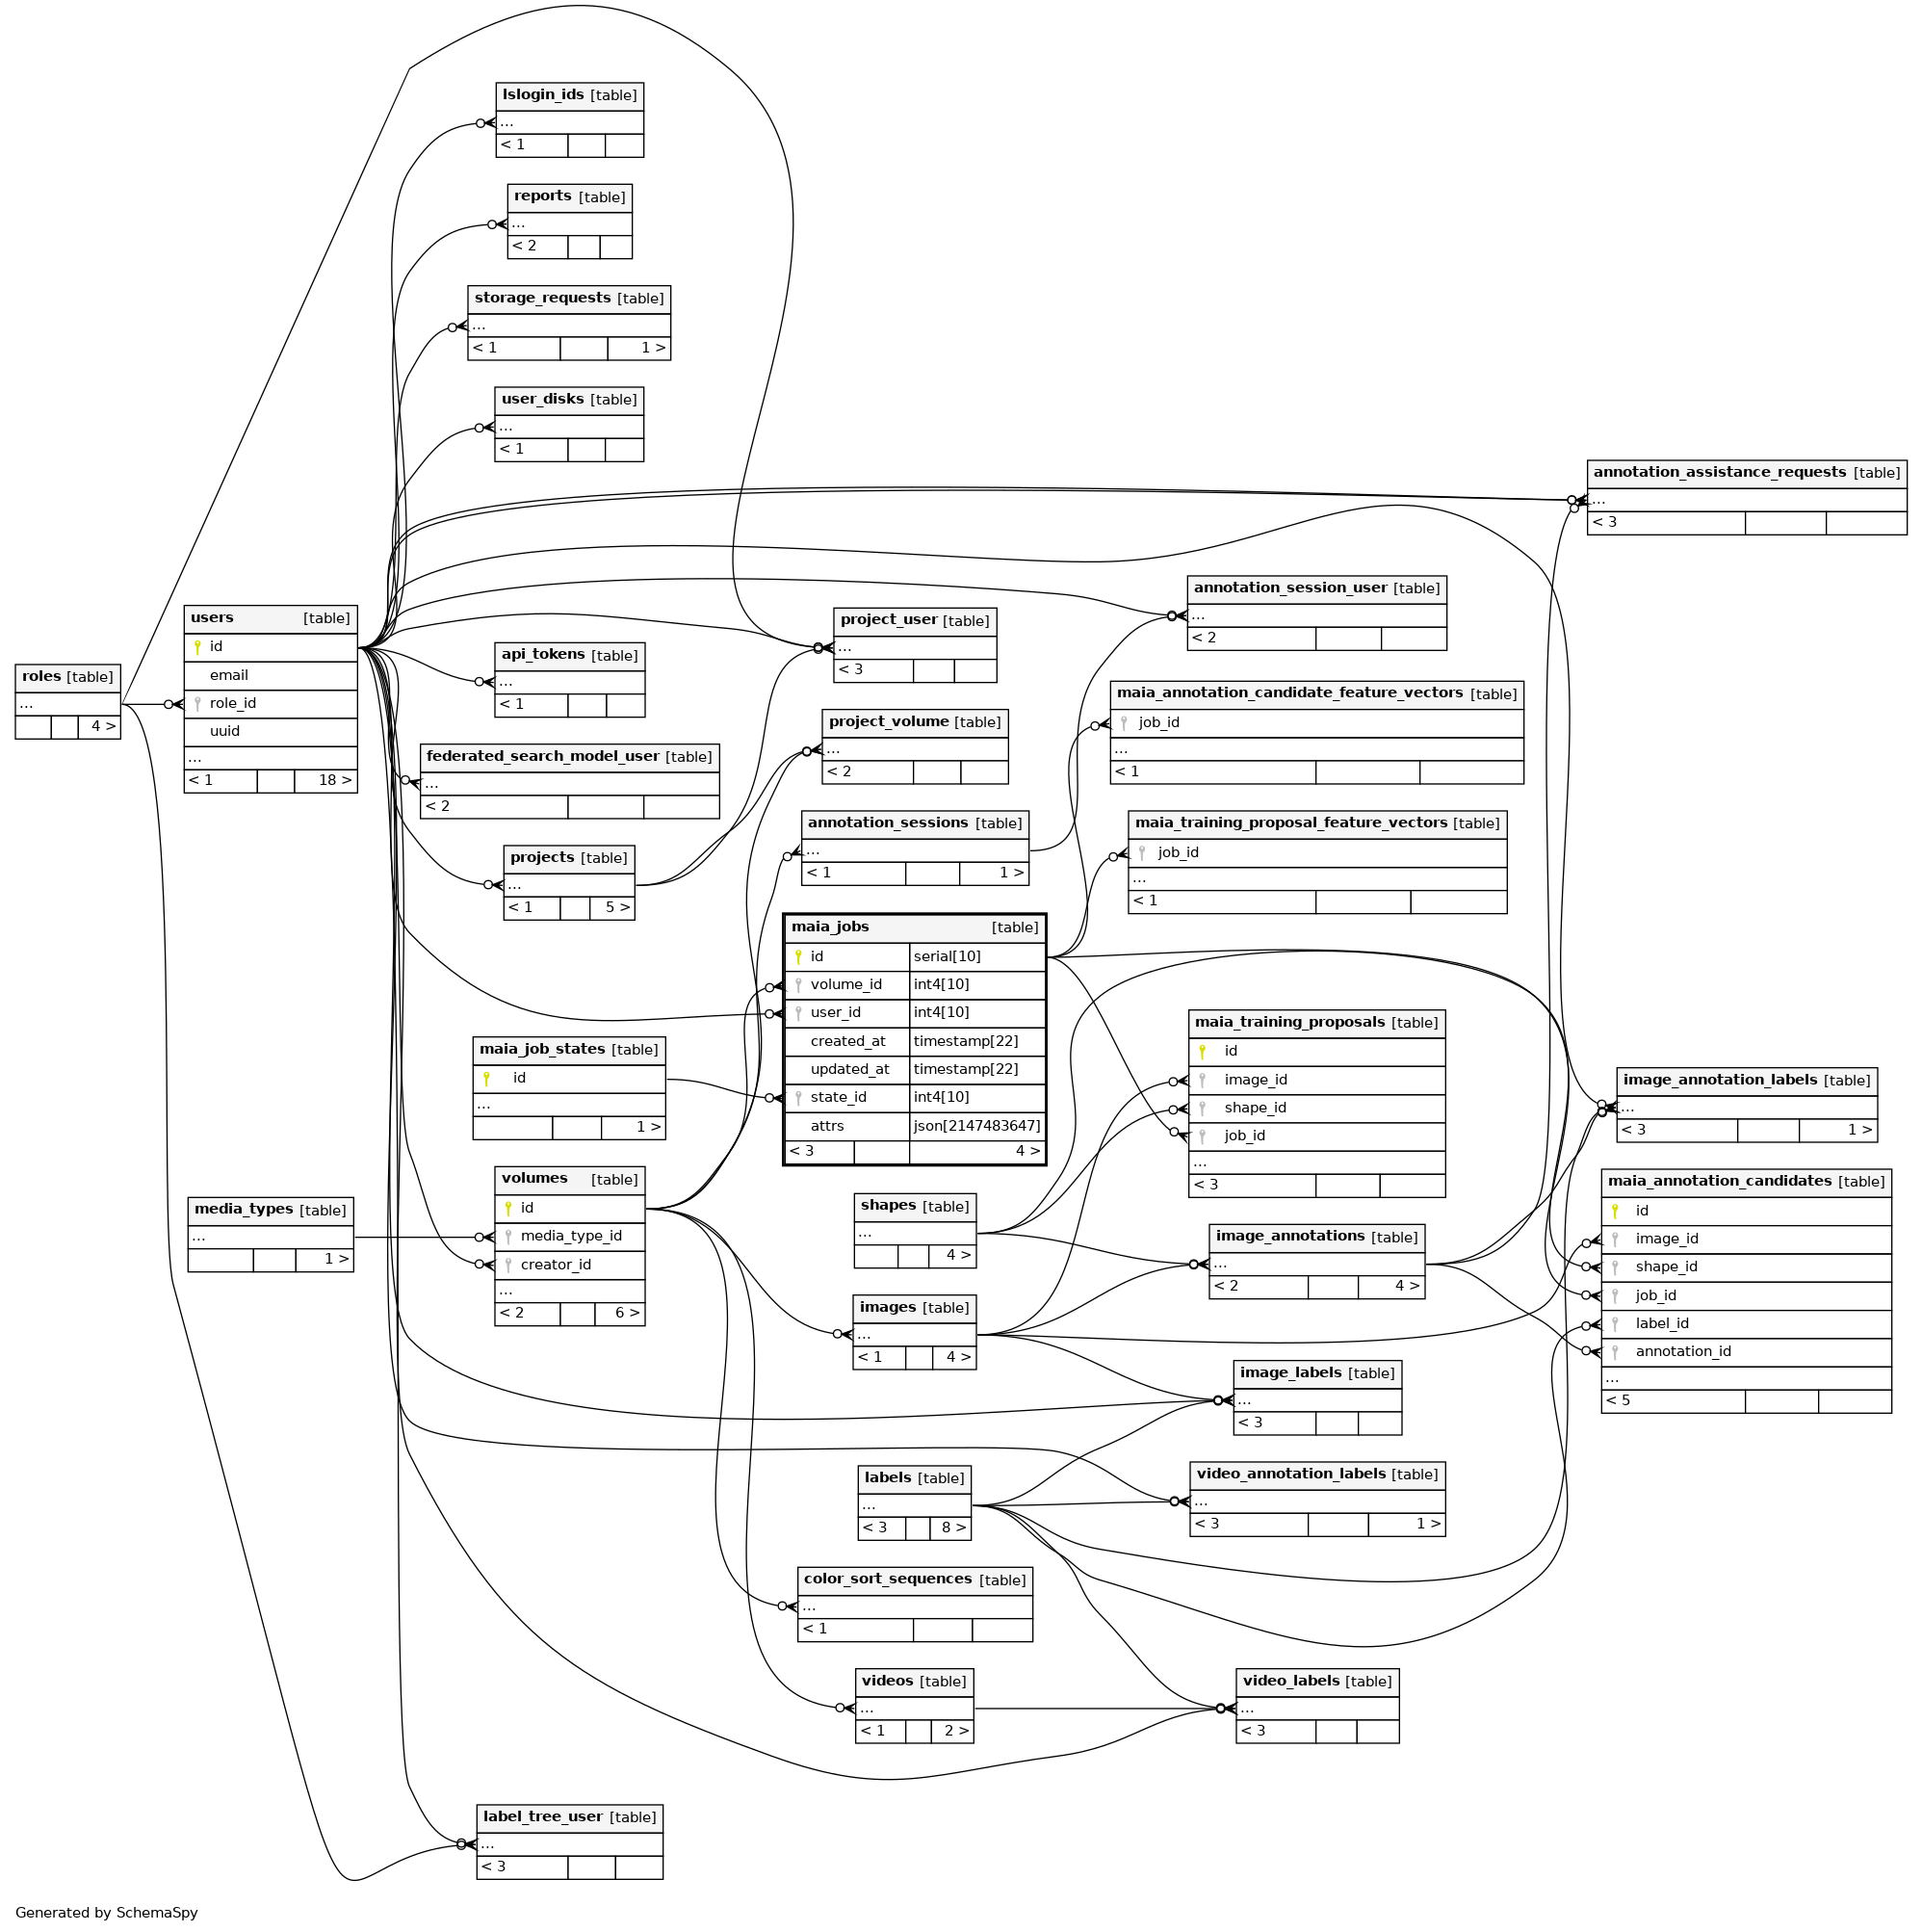 lslogin_ids [table]
...
< 1
reports [table]
...
< 2
storage_requests [table]
...
< 1 1 >
user_disks [table]
...
< 1
annotation_assistance_requests [table]
...
< 3
users [table]
id
email
role_id
uuid
...
< 1 18 >
roles [table]
...
4 >
api_tokens [table]
...
< 1
federated_search_model_user [table]
...
< 2
projects [table]
...
< 1 5 >
project_user [table]
...
< 3
project_volume [table]
...
< 2
annotation_sessions [table]
...
< 1 1 >
annotation_session_user [table]
...
< 2
maia_annotation_candidate_feature_vectors [table]
job_id
...
< 1
maia_training_proposal_feature_vectors [table]
job_id
...
< 1
maia_jobs [table]
id serial[10]
volume_id int4[10]
user_id int4[10]
created_at timestamp[22]
updated_at timestamp[22]
state_id int4[10]
attrs json[2147483647]
< 3 4 >
maia_job_states [table]
id
...
1 >
maia_training_proposals [table]
id
image_id
shape_id
job_id
...
< 3
image_annotation_labels [table]
...
< 3 1 >
maia_annotation_candidates [table]
id
image_id
shape_id
job_id
label_id
annotation_id
...
< 5
media_types [table]
...
1 >
volumes [table]
id
media_type_id
creator_id
...
< 2 6 >
shapes [table]
...
4 >
image_annotations [table]
...
< 2 4 >
images [table]
...
< 1 4 >
image_labels [table]
...
< 3
labels [table]
...
< 3 8 >
video_annotation_labels [table]
...
< 3 1 >
color_sort_sequences [table]
...
< 1
videos [table]
...
< 1 2 >
video_labels [table]
...
< 3
label_tree_user [table]
...
< 3
Generated by SchemaSpy